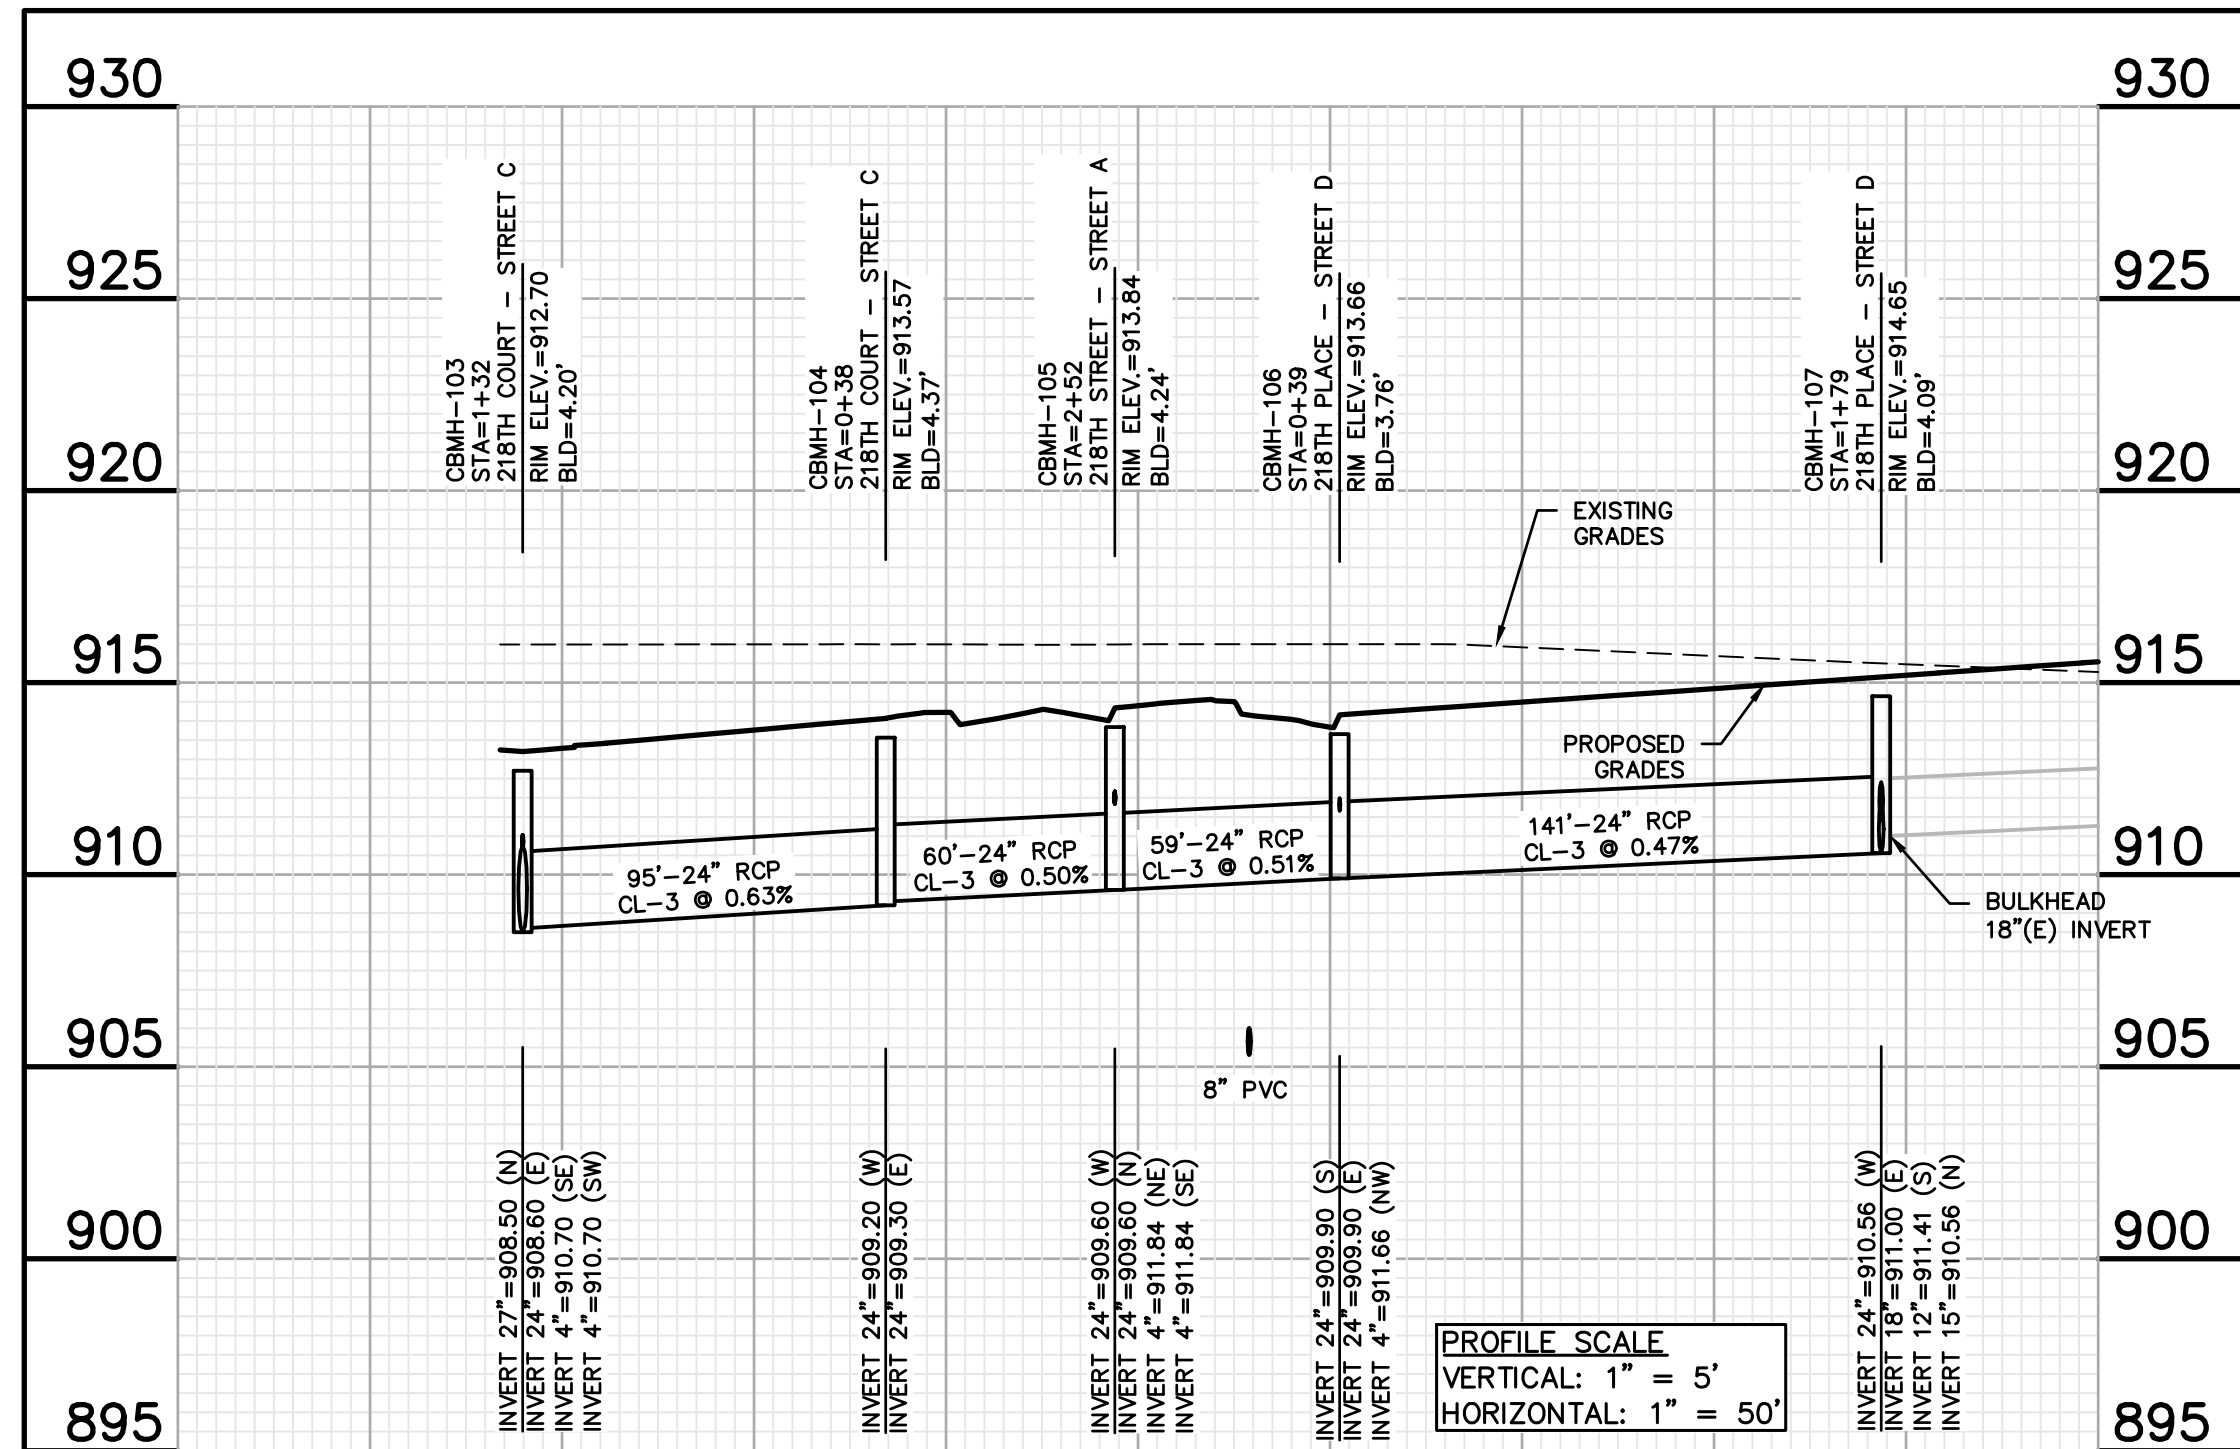 930
930
925
925
920
920
915
915
910
910
905
905
900
900
895
895
CBMH-103
STA=1+32
218TH COURT – STREET C
RIM ELEV.=912.70
BLD=4.20'
CBMH-104
STA=0+38
218TH COURT – STREET C
RIM ELEV.=913.57
BLD=4.37'
CBMH-105
STA=2+52
218TH STREET – STREET A
RIM ELEV.=913.84
BLD=4.24'
CBMH-106
STA=0+39
218TH PLACE – STREET D
RIM ELEV.=913.66
BLD=3.76'
CBMH-107
STA=1+79
218TH PLACE – STREET D
RIM ELEV.=914.65
BLD=4.09'
EXISTING
GRADES
PROPOSED
GRADES
95'-24" RCP
CL-3 @ 0.63%
60'-24" RCP
CL-3 @ 0.50%
59'-24" RCP
CL-3 @ 0.51%
141'-24" RCP
CL-3 @ 0.47%
BULKHEAD
18"(E) INVERT
8" PVC
INVERT 27"=908.50 (N)
INVERT 24"=908.60 (E)
INVERT 4"=910.70 (SE)
INVERT 4"=910.70 (SW)
INVERT 24"=909.20 (W)
INVERT 24"=909.30 (E)
INVERT 24"=909.60 (W)
INVERT 24"=909.60 (N)
INVERT 4"=911.84 (NE)
INVERT 4"=911.84 (SE)
INVERT 24"=909.90 (S)
INVERT 24"=909.90 (E)
INVERT 4"=911.66 (NW)
INVERT 24"=910.56 (W)
INVERT 18"=911.00 (E)
INVERT 12"=911.41 (S)
INVERT 15"=910.56 (N)
PROFILE SCALE
VERTICAL: 1" = 5'
HORIZONTAL: 1" = 50'